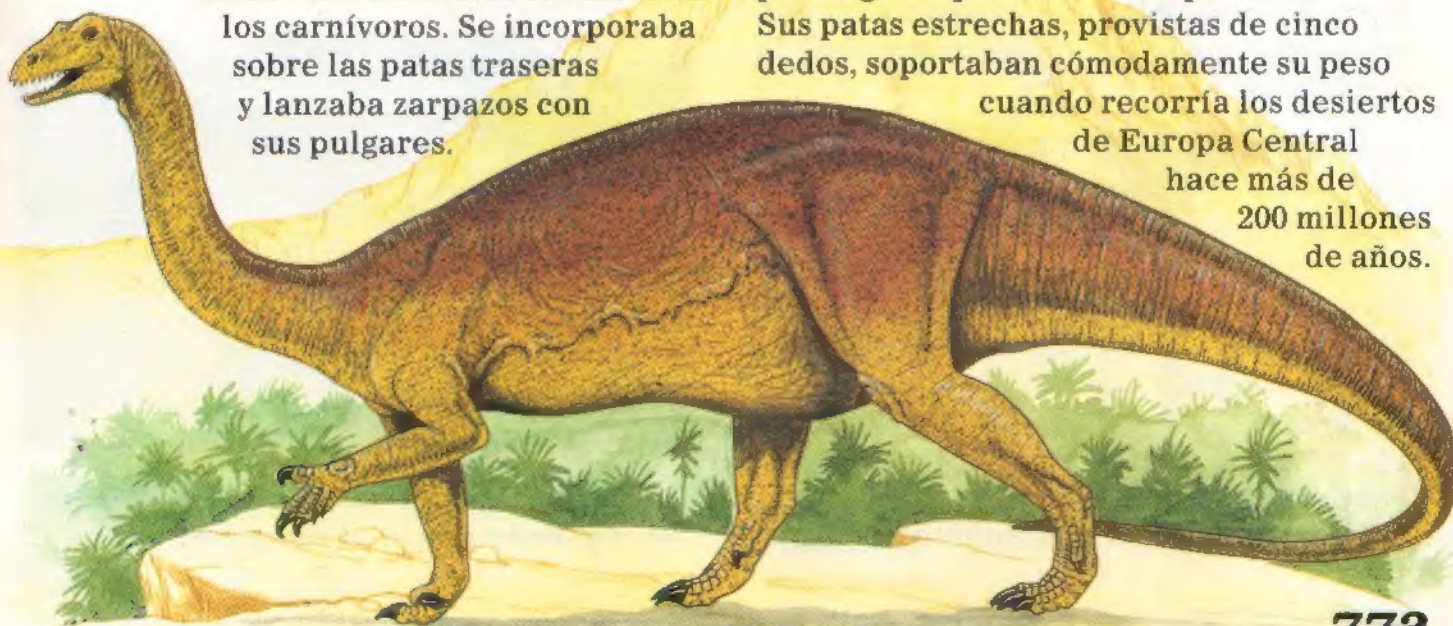 los carnívoros. Se incorporaba
sobre las patas traseras
y lanzaba zarpazos con
sus pulgares.
Sus patas estrechas, provistas de cinco
dedos, soportaban cómodamente su peso
cuando recorría los desiertos
de Europa Central
hace más de
200 millones
de años.
773